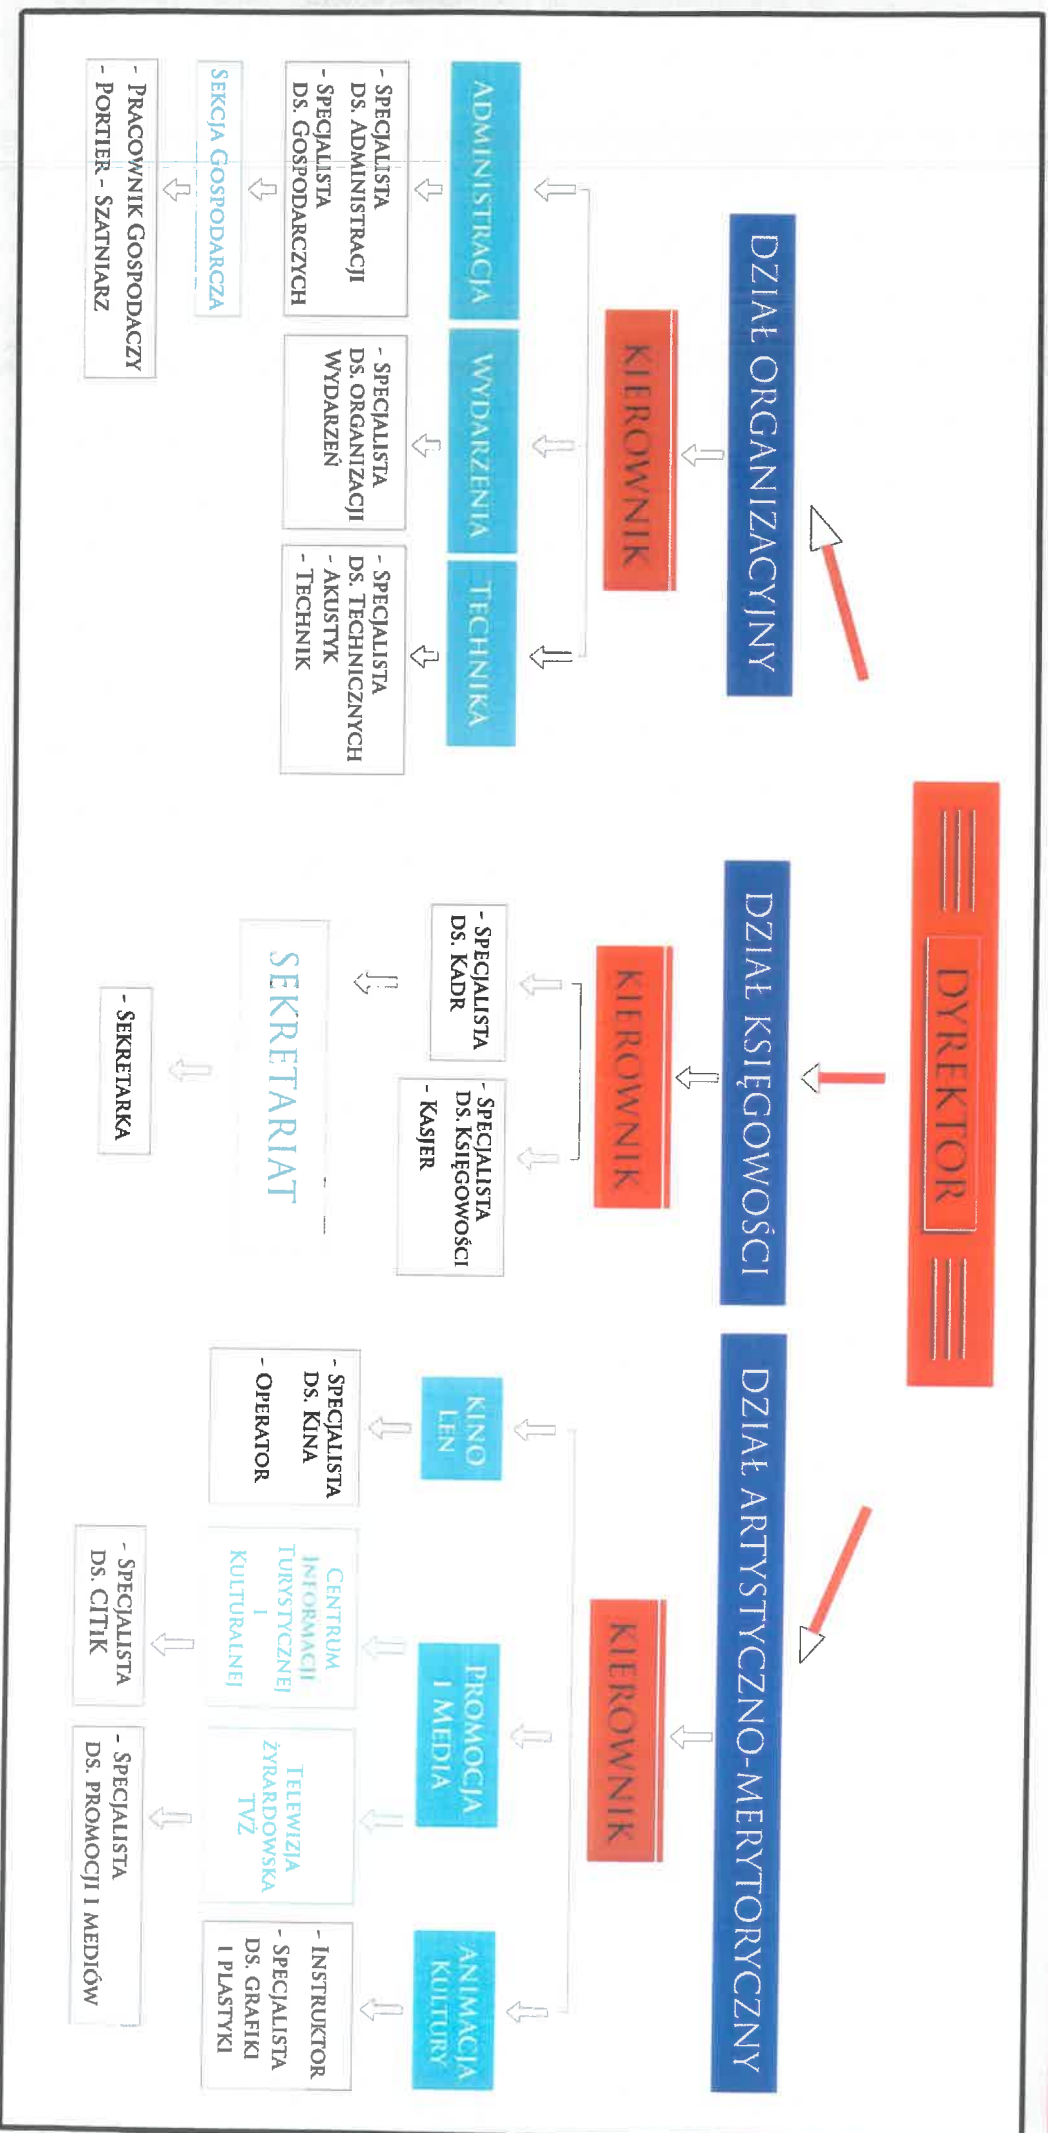 DYREKTOR
DZIAŁ ORGANIZACYJNY
KIEROWNIK
ADMINISTRACJA
- SPECJALISTA
DS. ADMINISTRACJI
- SPECJALISTA
DS. GOSPODARCZYCH
SEKCJA GOSPODARCZA
- PRACOWNIK GOSPODACZY
- PORTIER - SZATNIARZ
WYDARZENIA
- SPECJALISTA
DS. ORGANIZACJI
WYDARZEŃ
TECHNIKA
- SPECJALISTA
DS. TECHNICZNYCH
- AKUSTYK
- TECHNIK
DZIAŁ KSIĘGOWOŚCI
KIEROWNIK
- SPECJALISTA
DS. KADR
- SPECJALISTA
DS. KSIĘGOWOŚCI
- KASJER
SEKRETARIAT
- SEKRETARKA
DZIAŁ ARTYSTYCZNO-MERYTORYCZNY
KIEROWNIK
KINO
LEN
- SPECJALISTA
DS. KINA
- OPERATOR
PROMOCJA
I MEDIA
CENTRUM
INFORMACJI
TURYSTYCZNEJ
I
KULTURALNEJ
- SPECJALISTA
DS. CITiK
TELEWIZJA
ŻYRARDOWSKA
TVŻ
- SPECJALISTA
DS. PROMOCJI I MEDIÓW
ANIMACJA
KULTURY
- INSTRUKTOR
- SPECJALISTA
DS. GRAFIKI
I PLASTYKI